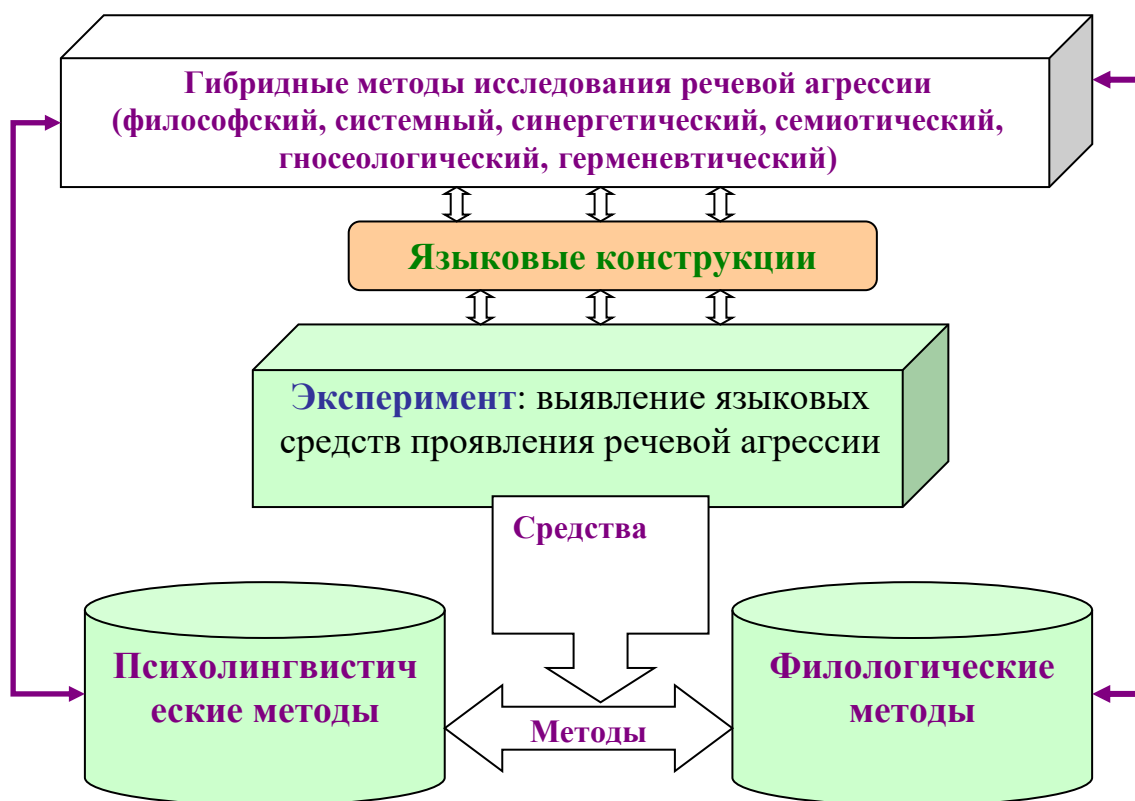 Гибридные методы исследования речевой агрессии
(философский, системный, синергетический, семиотический,
гносеологический, герменевтический)
Языковые конструкции
Эксперимент: выявление языковых
средств проявления речевой агрессии
Средства
Психолингвистич
еские методы
Методы
Филологические
методы